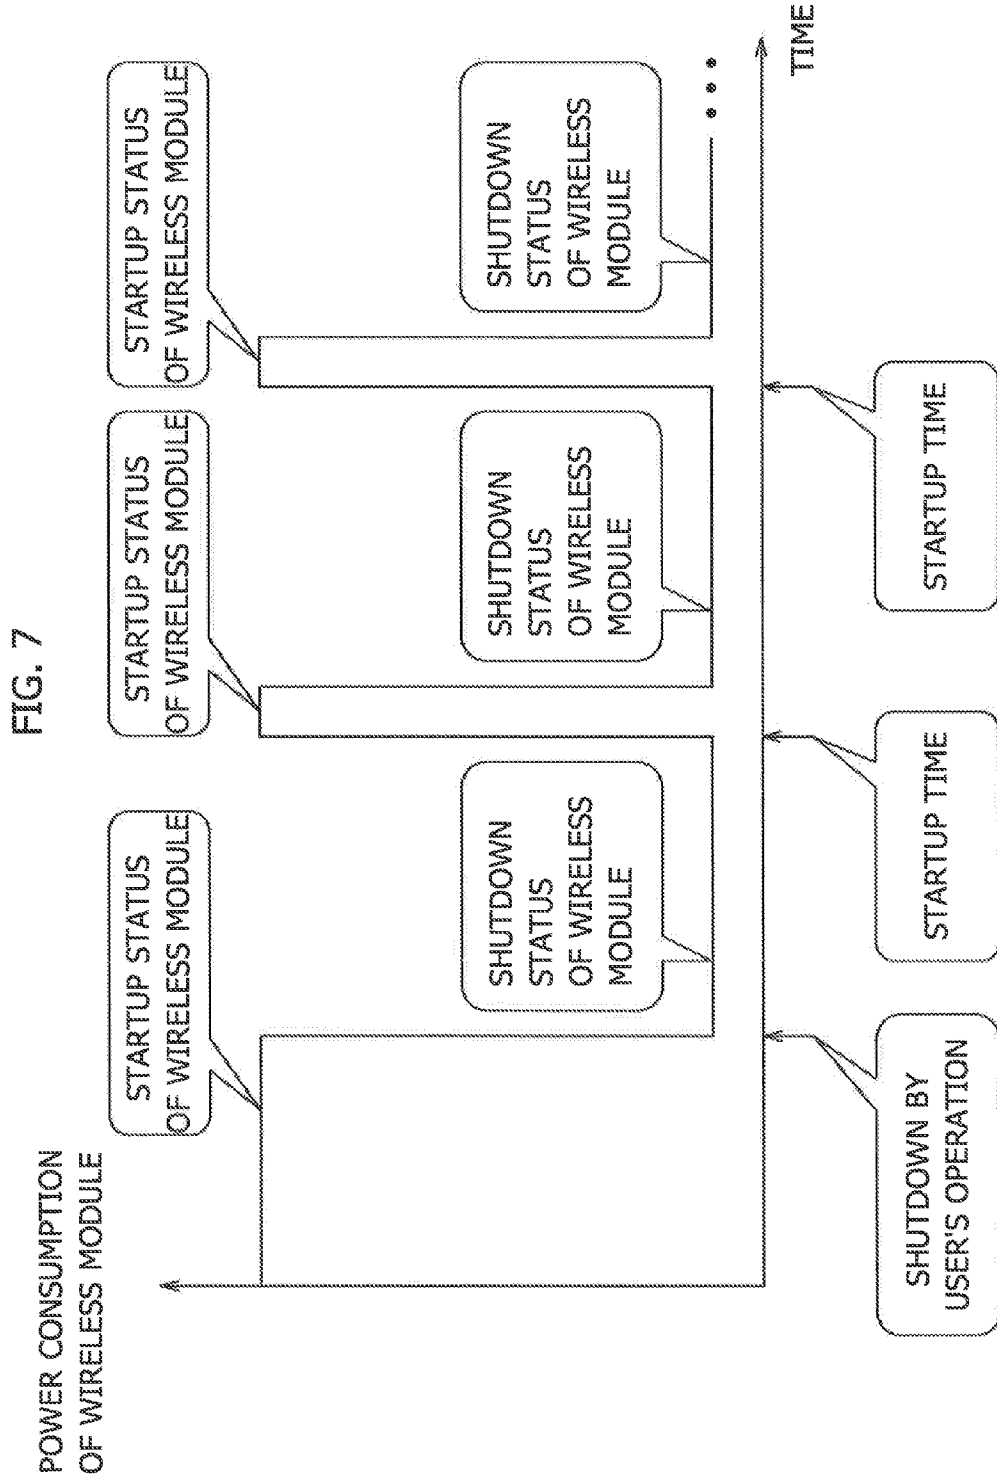 FIG. 7
POWER CONSUMPTION
OF WIRELESS MODULE
STARTUP STATUS
OF WIRELESS MODULE
STARTUP STATUS
OF WIRELESS MODULE
STARTUP STATUS
OF WIRELESS MODULE
SHUTDOWN
STATUS
OF WIRELESS
MODULE
SHUTDOWN
STATUS
OF WIRELESS
MODULE
SHUTDOWN
STATUS
OF WIRELESS
MODULE
TIME
SHUTDOWN BY
USER'S OPERATION
STARTUP TIME
STARTUP TIME